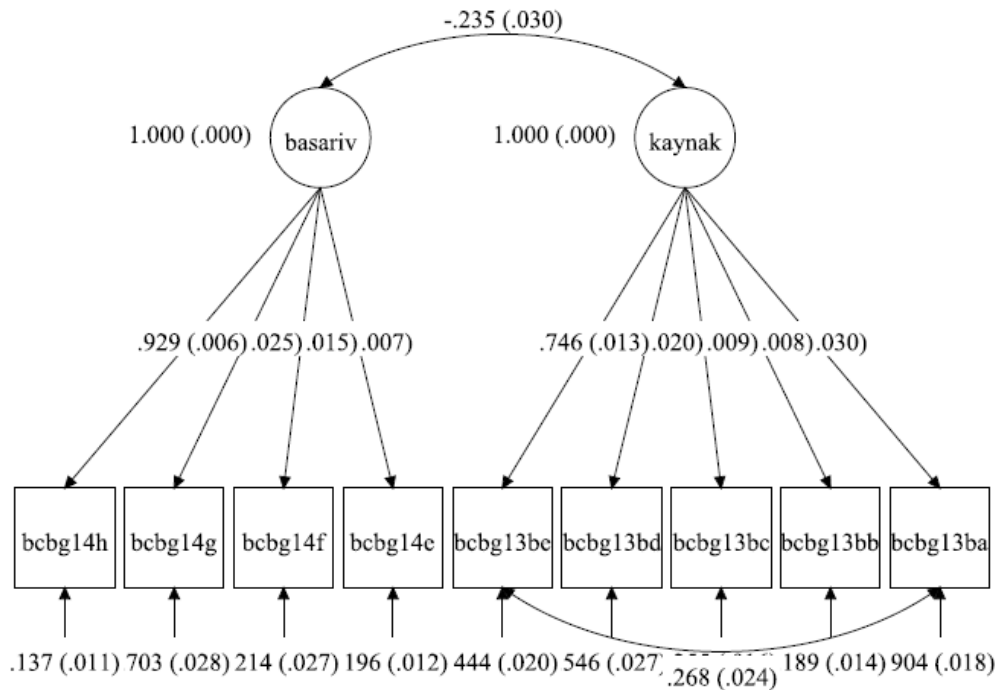 -.235 (.030)
1.000 (.000) basariv 1.000 (.000) kaynak
.929 (.006) .025) .015) .007) .746 (.013) .020) .009) .008) .030)
bcbg14h bcbg14g bcbg14f bcbg14e bcbg13be bcbg13bd bcbg13bc bcbg13bb bcbg13ba
.137 (.011) 703 (.028) 214 (.027) 196 (.012) 444 (.020) 546 (.027) 189 (.014) 904 (.018)
.268 (.024)